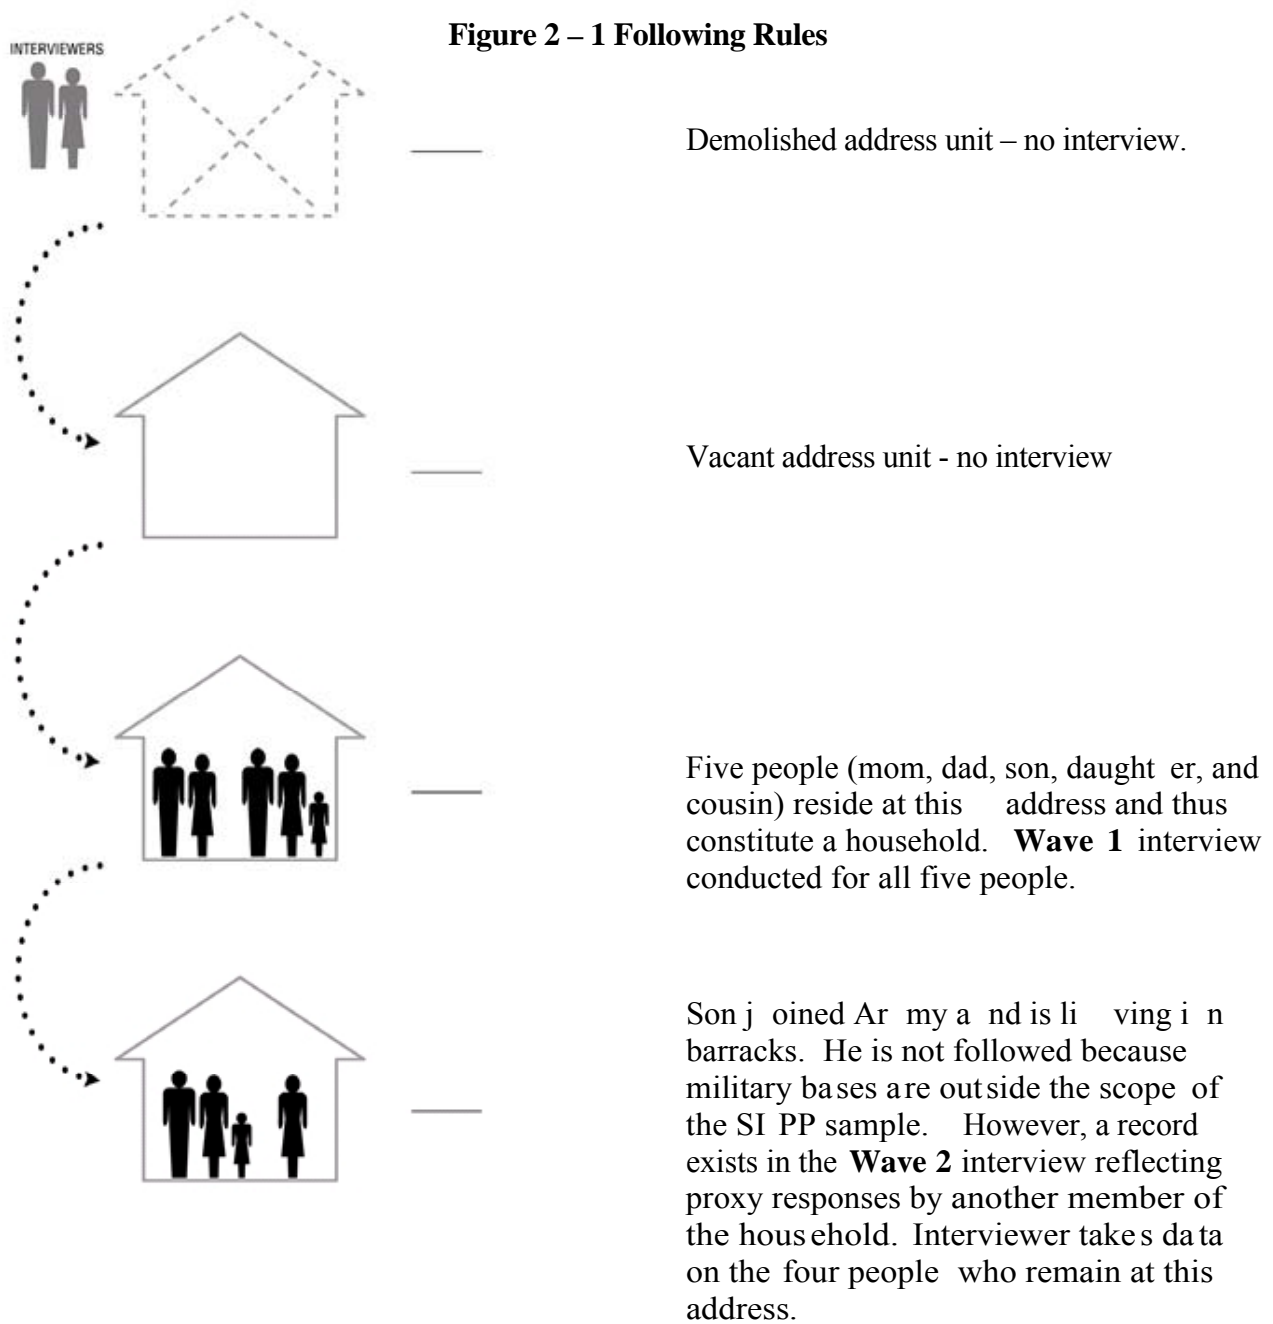 Figure 2 – 1 Following Rules
INTERVIEWERS
Demolished address unit – no interview.
Vacant address unit - no interview
Five people (mom, dad, son, daught er, and
cousin) reside at this address and thus
constitute a household. Wave 1 interview
conducted for all five people.
Son j oined Ar my a nd is li ving i n
barracks. He is not followed because
military bases are outside the scope of
the SI PP sample. However, a record
exists in the Wave 2 interview reflecting
proxy responses by another member of
the hous ehold. Interviewer take s da ta
on the four people who remain at this
address.